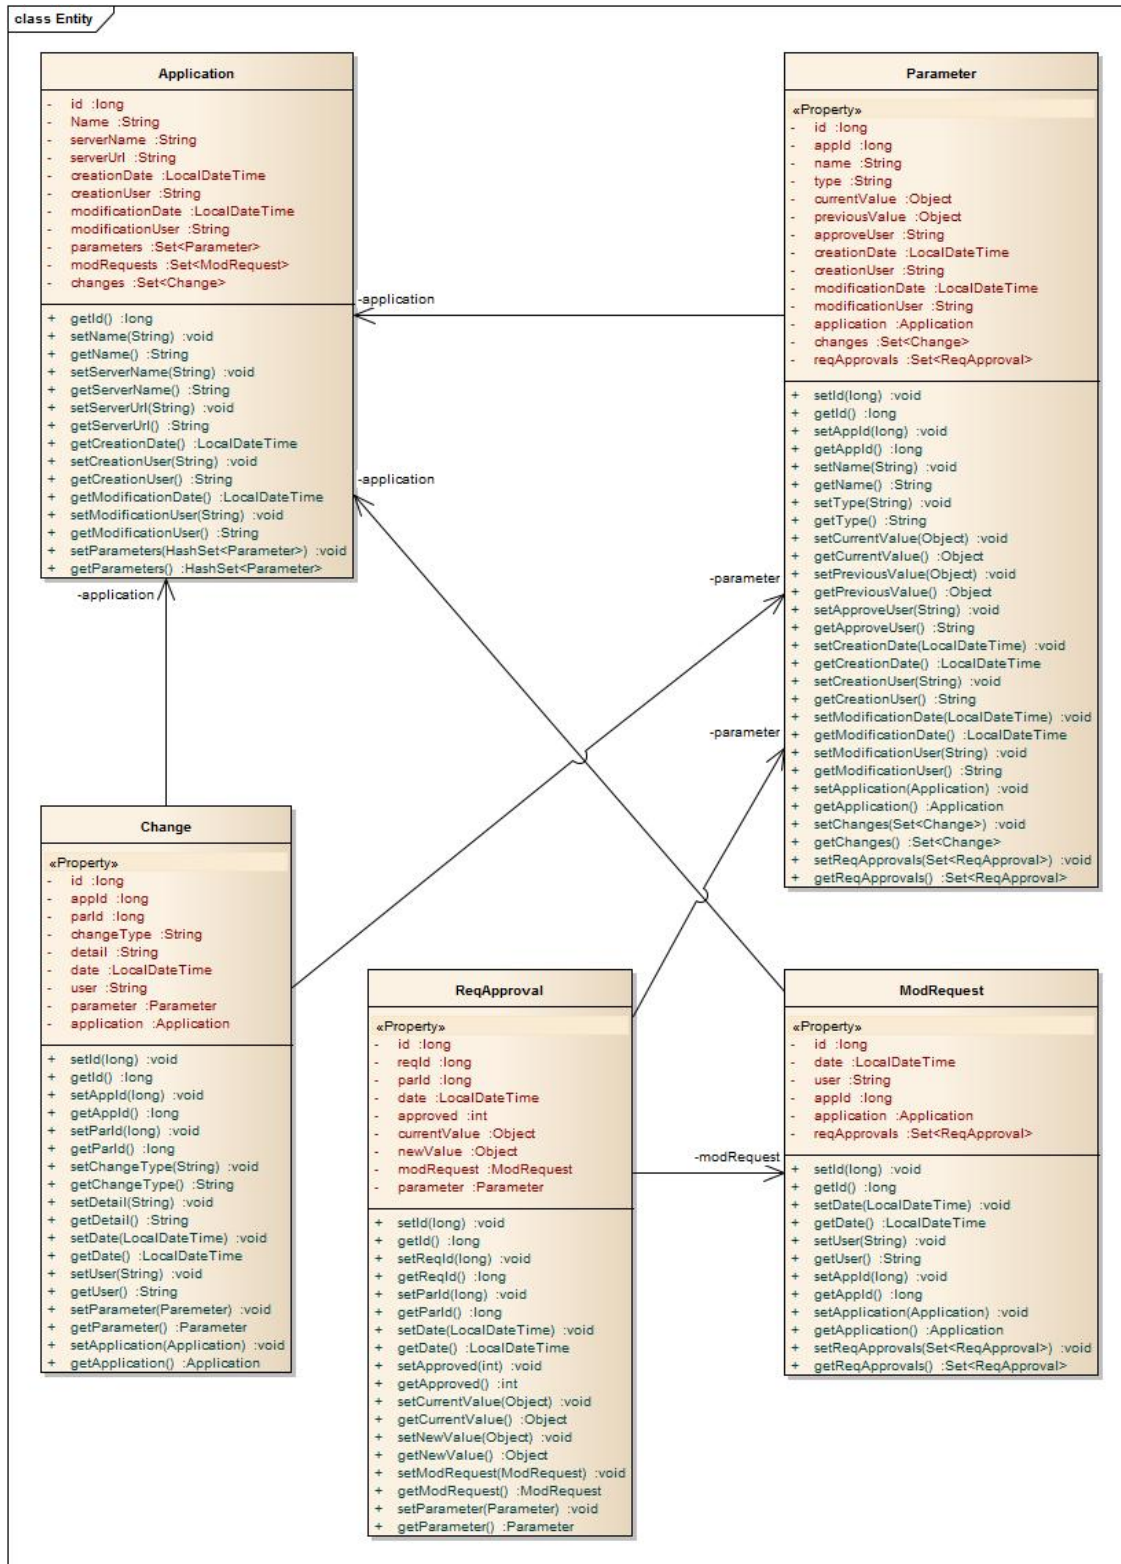 class Entity
Application
- id :long
- Name :String
- serverName :String
- serverUrl :String
- creationDate :LocalDateTime
- creationUser :String
- modificationDate :LocalDateTime
- modificationUser :String
- parameters :Set<Parameter>
- modRequests :Set<ModRequest>
- changes :Set<Change>
+ getId() :long
+ setName(String) :void
+ getName() :String
+ setServerName(String) :void
+ getServerName() :String
+ setServerUrl(String) :void
+ getServerUrl() :String
+ getCreationDate() :LocalDateTime
+ setCreationUser(String) :void
+ getCreationUser() :String
+ getModificationDate() :LocalDateTime
+ setModificationUser(String) :void
+ getModificationUser() :String
+ setParameters(HashSet<Parameter>) :void
+ getParameters() :HashSet<Parameter>
-application
-application
-application
Parameter
«Property»
- id :long
- appId :long
- name :String
- type :String
- currentValue :Object
- previousValue :Object
- approveUser :String
- creationDate :LocalDateTime
- creationUser :String
- modificationDate :LocalDateTime
- modificationUser :String
- application :Application
- changes :Set<Change>
- reqApprovals :Set<ReqApproval>
+ setId(long) :void
+ getId() :long
+ setAppId(long) :void
+ getAppId() :long
+ setName(String) :void
+ getName() :String
+ setType(String) :void
+ getType() :String
+ setCurrentValue(Object) :void
+ getCurrentValue() :Object
+ setPreviousValue(Object) :void
+ getPreviousValue() :Object
+ setApproveUser(String) :void
+ getApproveUser() :String
+ setCreationDate(LocalDateTime) :void
+ getCreationDate() :LocalDateTime
+ setCreationUser(String) :void
+ getCreationUser() :String
+ setModificationDate(LocalDateTime) :void
+ getModificationDate() :LocalDateTime
+ setModificationUser(String) :void
+ getModificationUser() :String
+ setApplication(Application) :void
+ getApplication() :Application
+ setChanges(Set<Change>) :void
+ getChanges() :Set<Change>
+ setReqApprovals(Set<ReqApproval>) :void
+ getReqApprovals() :Set<ReqApproval>
-parameter
-parameter
Change
«Property»
- id :long
- appId :long
- parId :long
- changeType :String
- detail :String
- date :LocalDateTime
- user :String
- parameter :Parameter
- application :Application
+ setId(long) :void
+ getId() :long
+ setAppId(long) :void
+ getAppId() :long
+ setParId(long) :void
+ getParId() :long
+ setChangeType(String) :void
+ getChangeType() :String
+ setDetail(String) :void
+ getDetail() :String
+ setDate(LocalDateTime) :void
+ getDate() :LocalDateTime
+ setUser(String) :void
+ getUser() :String
+ setParameter(Paremeter) :void
+ getParameter() :Parameter
+ setApplication(Application) :void
+ getApplication() :Application
ReqApproval
«Property»
- id :long
- reqId :long
- parId :long
- date :LocalDateTime
- approved :int
- currentValue :Object
- newValue :Object
- modRequest :ModRequest
- parameter :Parameter
+ setId(long) :void
+ getId() :long
+ setReqId(long) :void
+ getReqId() :long
+ setParId(long) :void
+ getParId() :long
+ setDate(LocalDateTime) :void
+ getDate() :LocalDateTime
+ setApproved(int) :void
+ getApproved() :int
+ setCurrentValue(Object) :void
+ getCurrentValue() :Object
+ setNewValue(Object) :void
+ getNewValue() :Object
+ setModRequest(ModRequest) :void
+ getModRequest() :ModRequest
+ setParameter(Parameter) :void
+ getParameter() :Parameter
-modRequest
ModRequest
«Property»
- id :long
- date :LocalDateTime
- user :String
- appId :long
- application :Application
- reqApprovals :Set<ReqApproval>
+ setId(long) :void
+ getId() :long
+ setDate(LocalDateTime) :void
+ getDate() :LocalDateTime
+ setUser(String) :void
+ getUser() :String
+ setAppId(long) :void
+ getAppId() :long
+ setApplication(Application) :void
+ getApplication() :Application
+ setReqApprovals(Set<ReqApproval>) :void
+ getReqApprovals() :Set<ReqApproval>